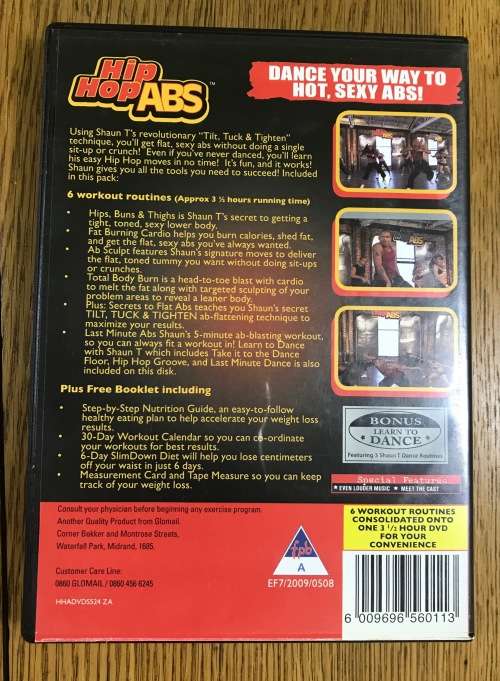 Hip
Hop ABS™
DANCE YOUR WAY TO
HOT, SEXY ABS!
Using Shaun T's revolutionary "Tilt, Tuck & Tighten"
technique, you'll get flat, sexy abs without doing a single
sit-up or crunch! Even if you've never danced, you'll learn
his easy Hip Hop moves in no time! It's fun, and it works!
Shaun gives you all the tools you need to succeed! Included
in this pack:
6 workout routines (Approx 3 ½ hours running time)
• Hips, Buns & Thighs is Shaun T's secret to getting a
tight, toned, sexy lower body.
• Fat Burning Cardio helps you burn calories, shed fat,
and get the flat, sexy abs you've always wanted.
• Ab Sculpt features Shaun's signature moves to deliver
the flat, toned tummy you want without doing sit-ups
or crunches.
• Total Body Burn is a head-to-toe blast with cardio
to melt the fat along with targeted sculpting of your
problem areas to reveal a leaner body.
• Plus: Secrets to Flat Abs teaches you Shaun's secret
TILT, TUCK & TIGHTEN ab-flattening technique to
maximize your results.
• Last Minute Abs Shaun's 5-minute ab-blasting workout,
so you can always fit a workout in! Learn to Dance
with Shaun T which includes Take it to the Dance
Floor, Hip Hop Groove, and Last Minute Dance is also
included on this disk.
Plus Free Booklet including
• Step-by-Step Nutrition Guide, an easy-to-follow
healthy eating plan to help accelerate your weight loss
results.
• 30-Day Workout Calendar so you can co-ordinate
your workouts for best results.
• 6-Day SlimDown Diet will help you lose centimeters
off your waist in just 6 days.
• Measurement Card and Tape Measure so you can keep
track of your weight loss.
ABS
BONUS
LEARN TO
• DANCE •
Featuring 3 Shaun T Dance Routines
Special Features
★ EVEN LOUDER MUSIC ★ MEET THE CAST
Consult your physician before beginning any exercise program.
Another Quality Product from Glomail.
Corner Bekker and Montrose Streets,
Waterfall Park, Midrand, 1685.
Customer Care Line:
0860 GLOMAIL / 0860 456 6245
HHADVDS524 ZA
fpb
A
EF7/2009/0508
6 WORKOUT ROUTINES
CONSOLIDATED ONTO
ONE 3 1/2 HOUR DVD
FOR YOUR
CONVENIENCE
6 009696 560113